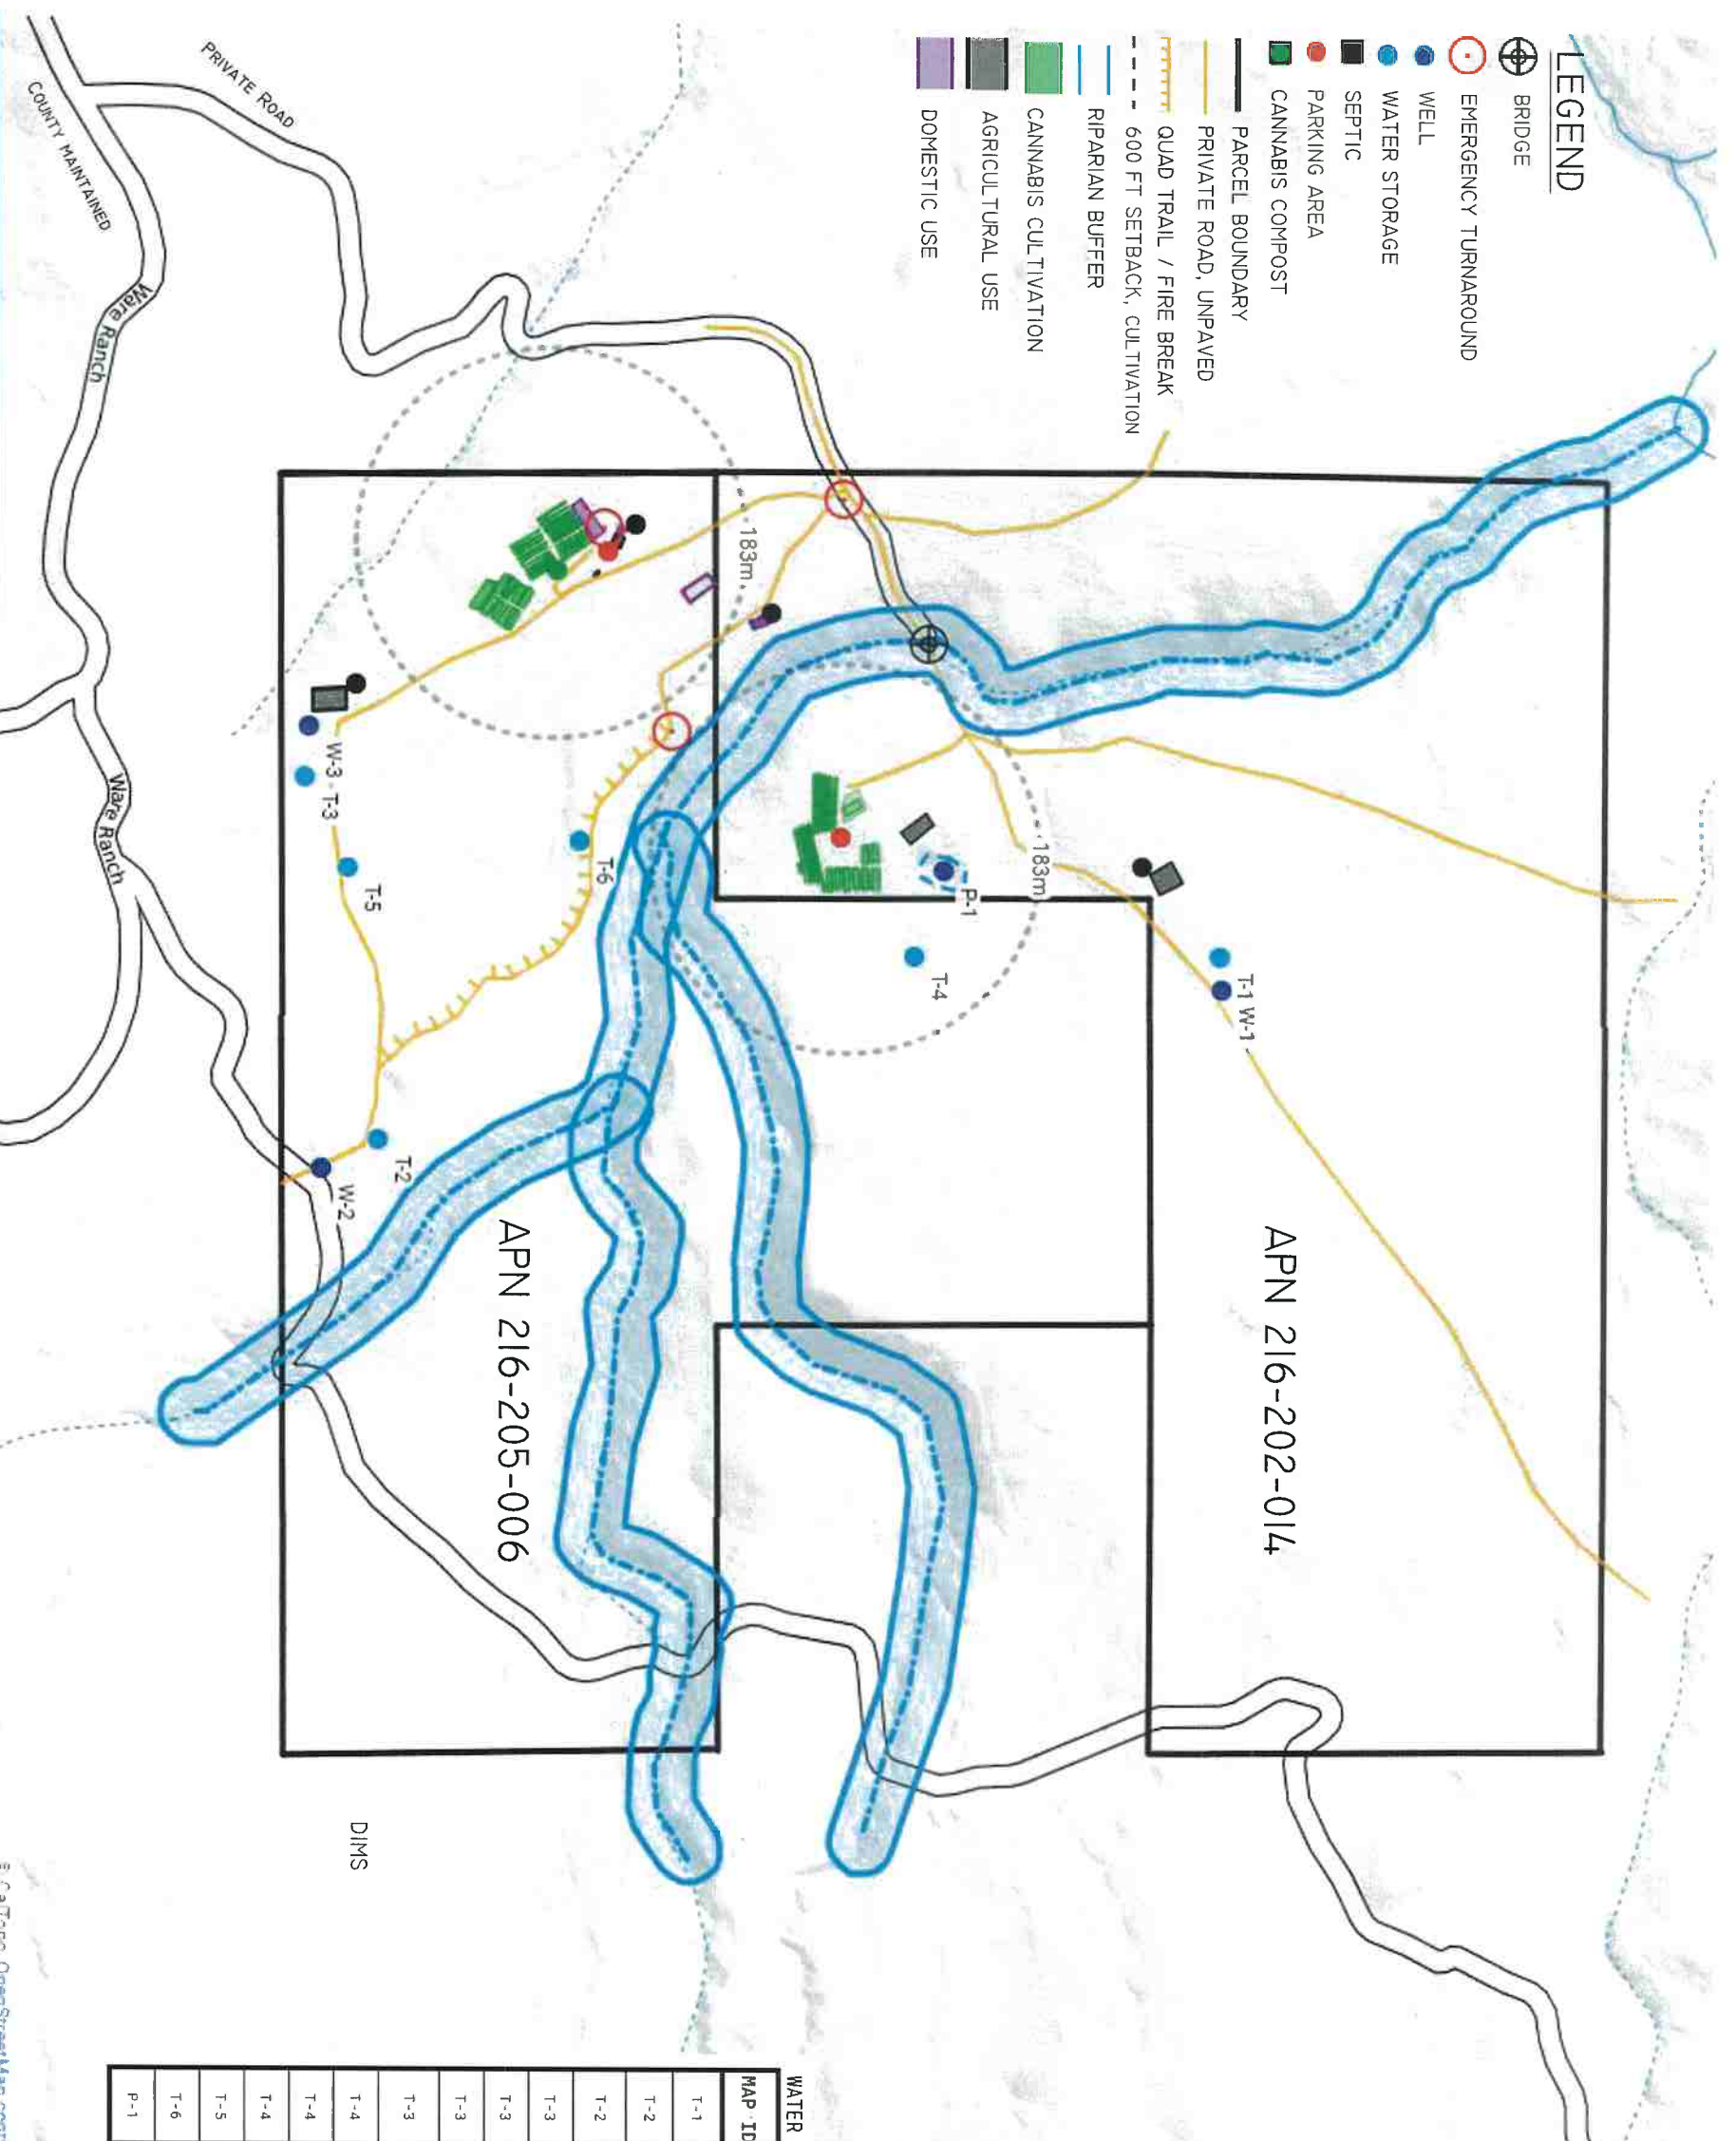 LEGEND
BRIDGE
EMERGENCY TURNAROUND
WELL
WATER STORAGE
SEPTIC
PARKING AREA
CANNABIS COMPOST
PARCEL BOUNDARY
PRIVATE ROAD, UNPAVED
QUAD TRAIL / FIRE BREAK
600 FT SETBACK, CULTIVATION
RIPARIAN BUFFER
CANNABIS CULTIVATION
AGRICULTURAL USE
DOMESTIC USE
PRIVATE ROAD
COUNTY MAINTAINED
Ware Ranch
Ware Ranch
183m
183m
P-1
T-4
T-1 W-1
T-6
W-3
T-3
T-5
T-2
W-2
APN 216-202-014
APN 216-205-006
DIMS
WATER
MAP ID
T-1
T-2
T-2
T-3
T-3
T-3
T-3
T-4
T-4
T-4
T-5
T-6
P-1